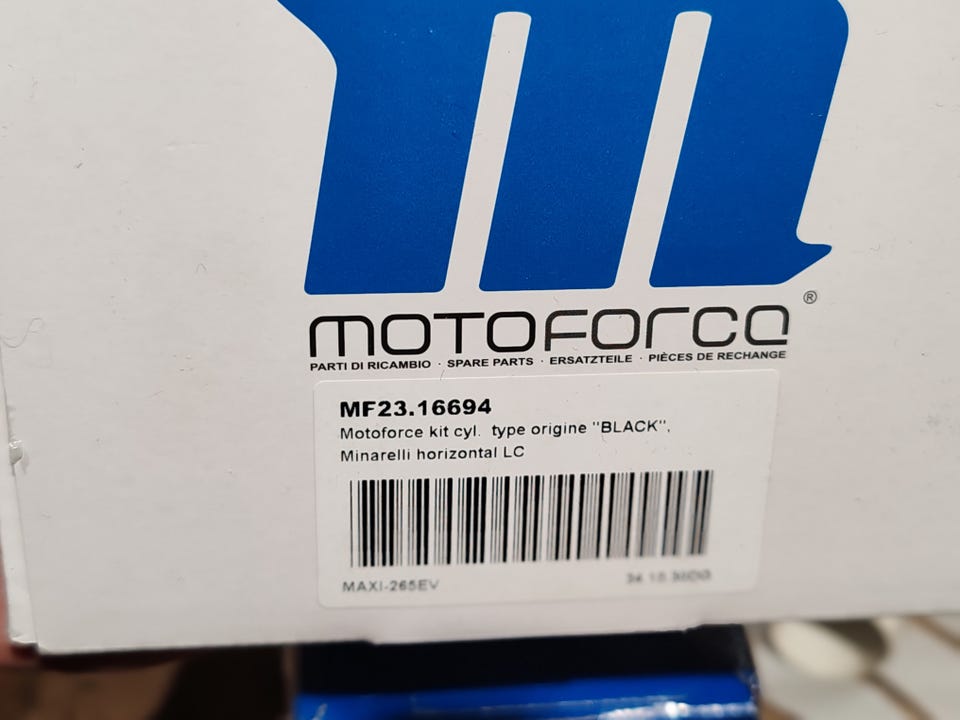 m
®
MOTOFORCE
PARTI DI RICAMBIO · SPARE PARTS · ERSATZTEILE · PIÈCES DE RECHANGE
MF23.16694
Motoforce kit cyl. type origine "BLACK",
Minarelli horizontal LC
MAXI-265EV